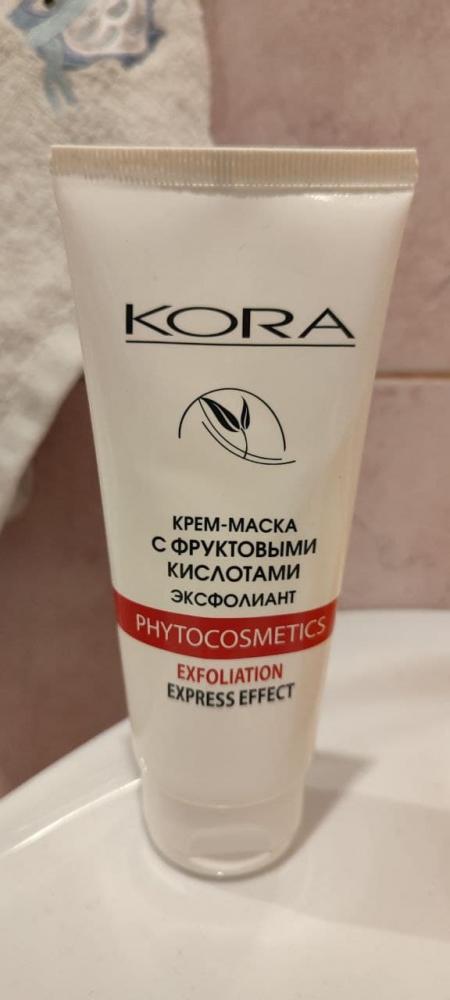 KORA
КРЕМ-МАСКА
С ФРУКТОВЫМИ
КИСЛОТАМИ
ЭКСФОЛИАНТ
PHYTOCOSMETICS
EXFOLIATION
EXPRESS EFFECT